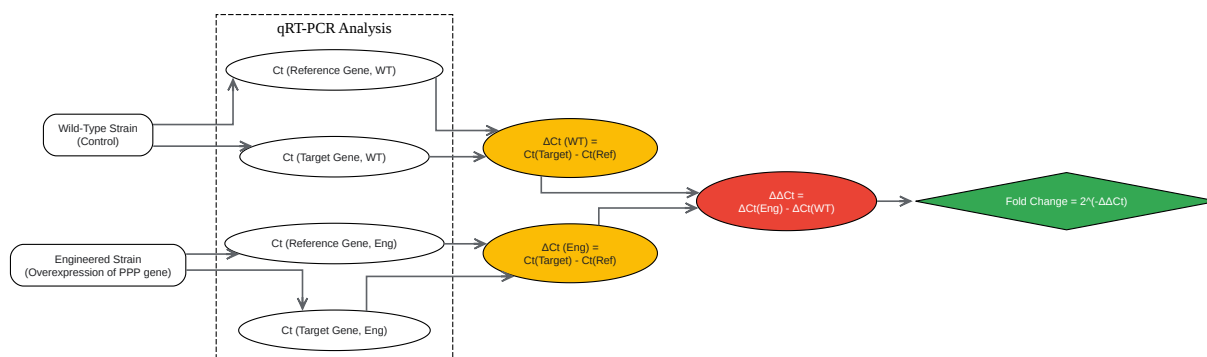 qRT-PCR Analysis
Ct (Reference Gene, WT)
Wild-Type Strain
(Control)
Ct (Target Gene, WT)
ΔCt (WT) =
Ct(Target) - Ct(Ref)
ΔΔCt =
ΔCt(Eng) - ΔCt(WT)
Fold Change = 2^(-ΔΔCt)
Ct (Reference Gene, Eng)
Engineered Strain
(Overexpression of PPP gene)
ΔCt (Eng) =
Ct(Target) - Ct(Ref)
Ct (Target Gene, Eng)